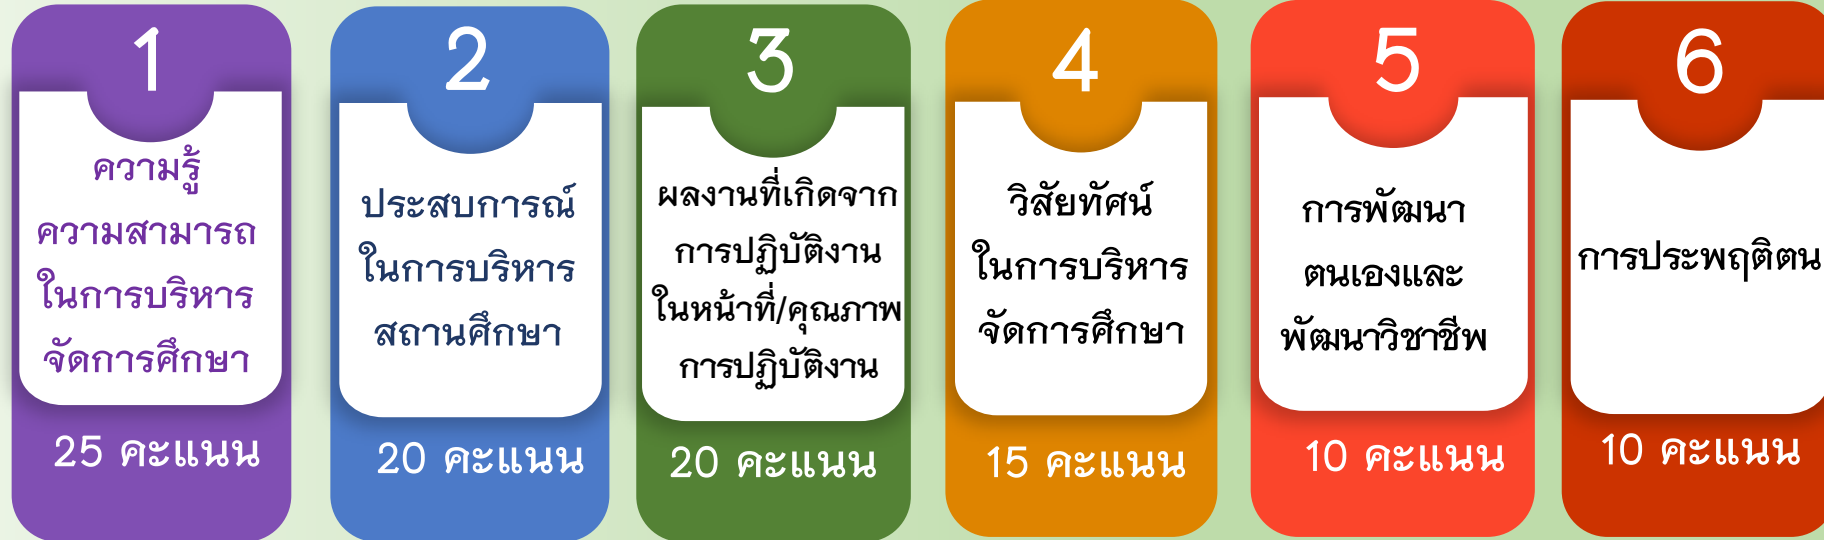 1
ความรู้
ความสามารถ
ในการบริหาร
จัดการศึกษา
25 คะแนน
2
ประสบการณ์
ในการบริหาร
สถานศึกษา
20 คะแนน
3
ผลงานที่เกิดจาก
การปฏิบัติงาน
ในหน้าที่/คุณภาพ
การปฏิบัติงาน
20 คะแนน
4
วิสัยทัศน์
ในการบริหาร
จัดการศึกษา
15 คะแนน
5
การพัฒนา
ตนเองและ
พัฒนาวิชาชีพ
10 คะแนน
6
การประพฤติตน
10 คะแนน